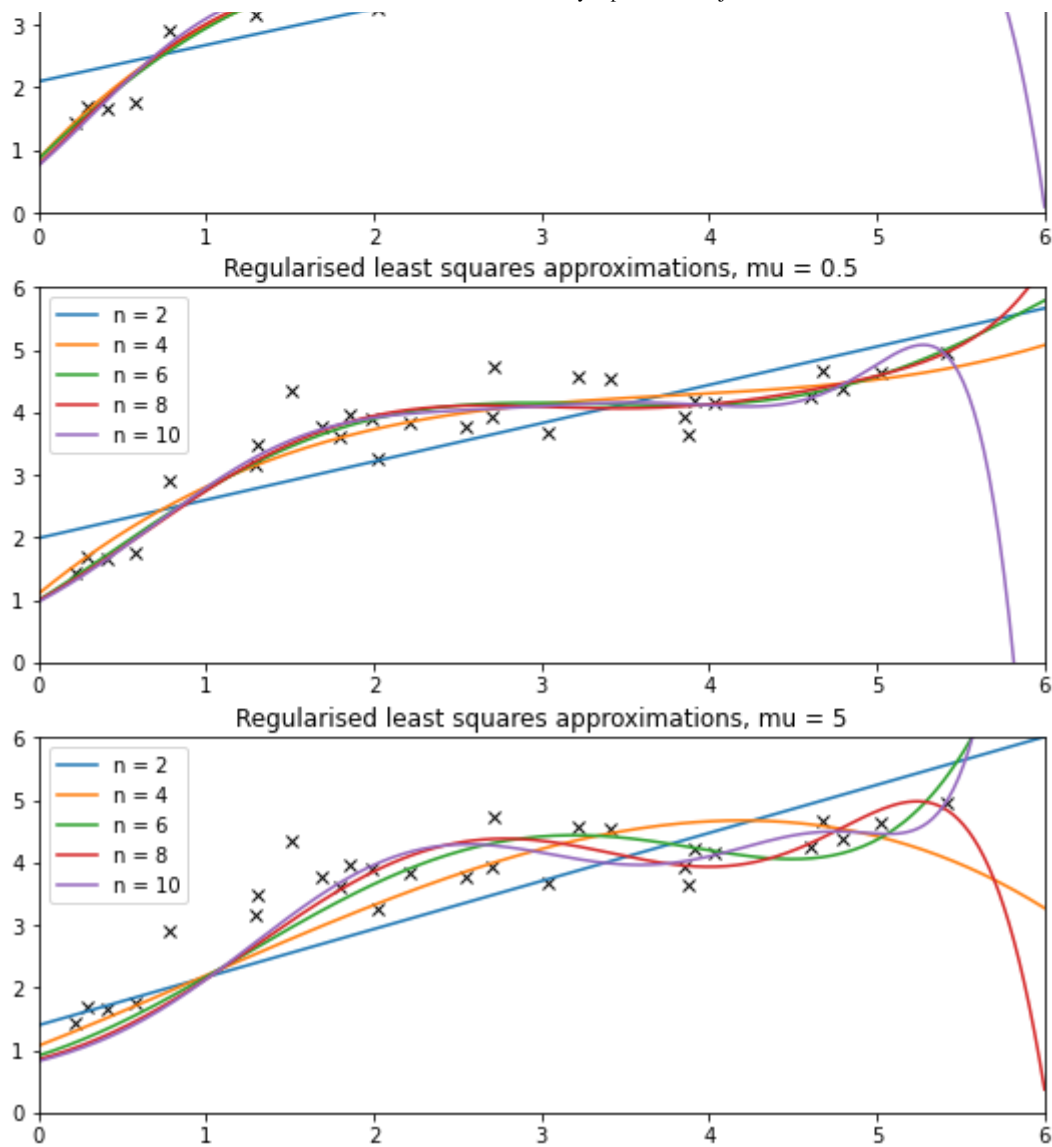 3
2
1
0
0 1 2 3 4 5 6
Regularised least squares approximations, mu = 0.5
6
5
4
3
2
1
0
n = 2
n = 4
n = 6
n = 8
n = 10
0 1 2 3 4 5 6
Regularised least squares approximations, mu = 5
6
5
4
3
2
1
0
n = 2
n = 4
n = 6
n = 8
n = 10
0 1 2 3 4 5 6